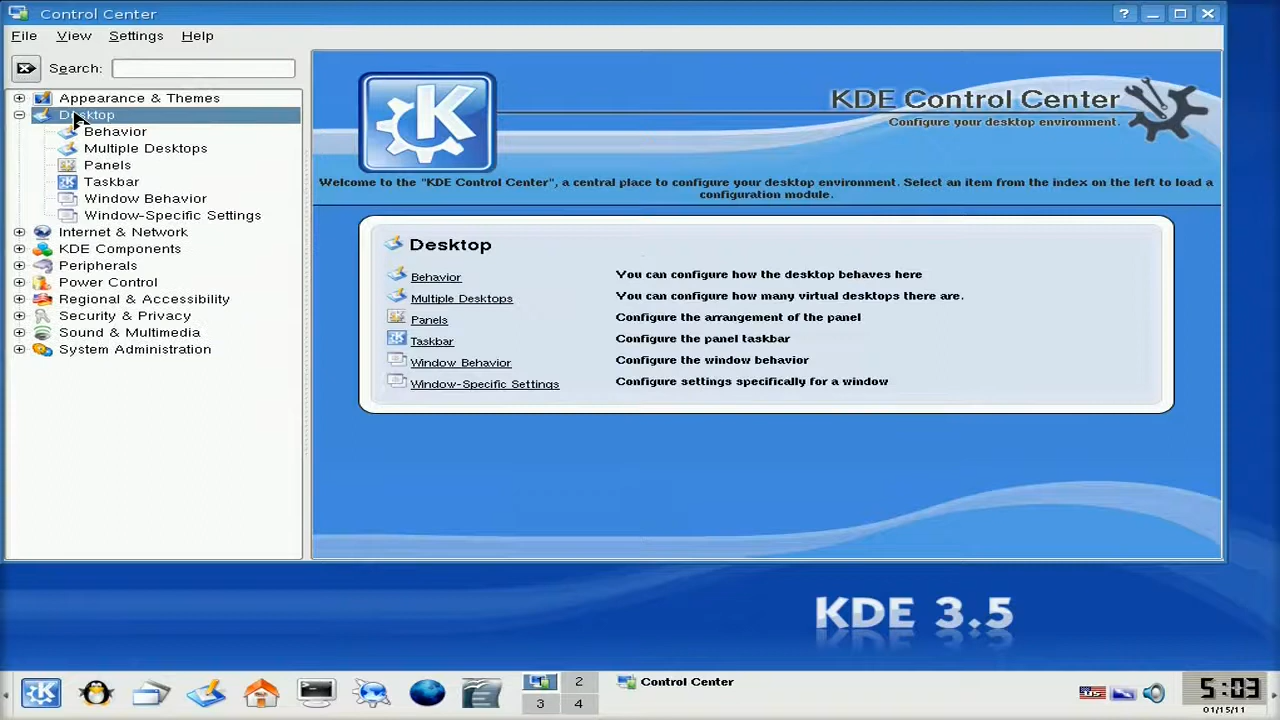 Control Center
File View Settings Help
Search:
Appearance & Themes
Desktop
Behavior
Multiple Desktops
Panels
Taskbar
Window Behavior
Window-Specific Settings
Internet & Network
KDE Components
Peripherals
Power Control
Regional & Accessibility
Security & Privacy
Sound & Multimedia
System Administration
KDE Control Center
Configure your desktop environment.
Welcome to the "KDE Control Center", a central place to configure your desktop environment. Select an item from the index on the left to load a
configuration module.
Desktop
Behavior You can configure how the desktop behaves here
Multiple Desktops You can configure how many virtual desktops there are.
Panels Configure the arrangement of the panel
Taskbar Configure the panel taskbar
Window Behavior Configure the window behavior
Window-Specific Settings Configure settings specifically for a window
KDE 3.5
2
3 4
Control Center
5:03
01/15/11